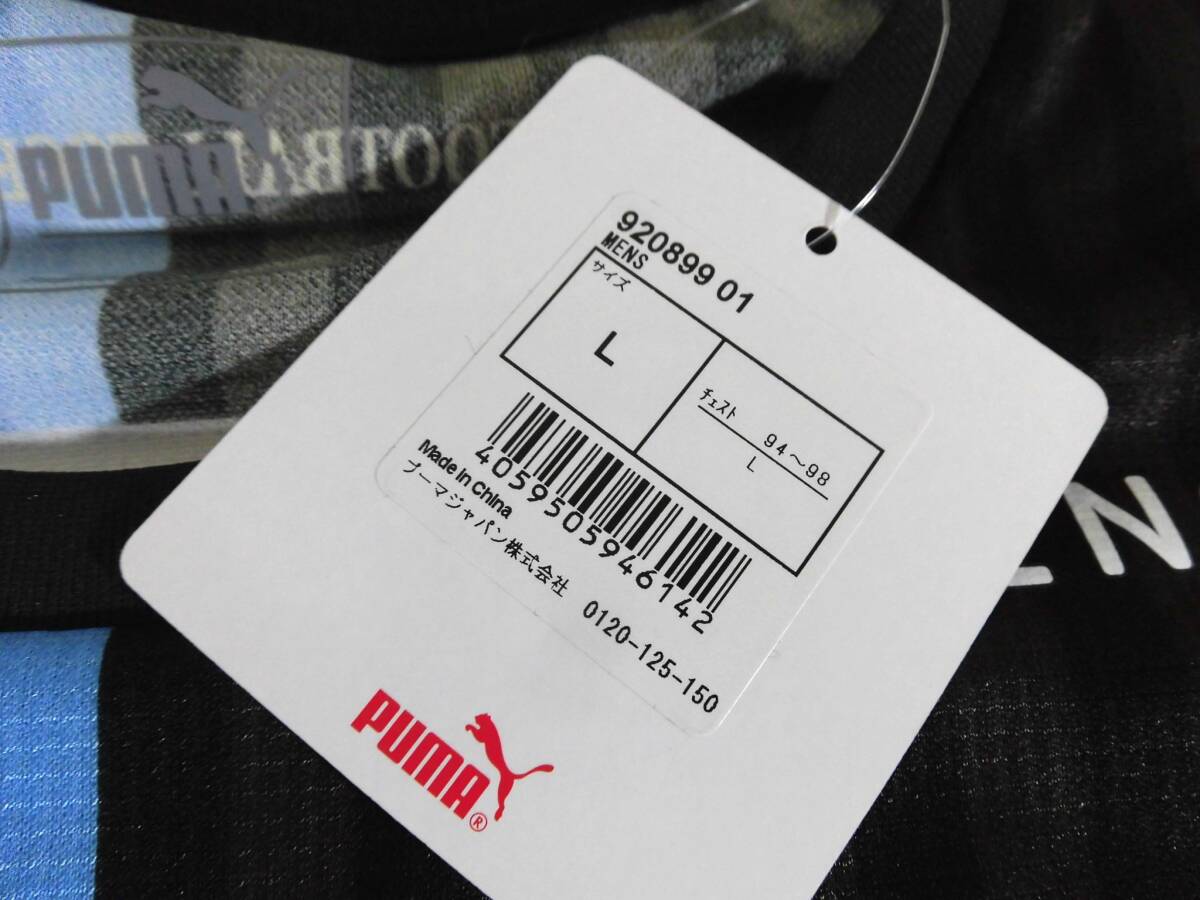 PUMA
FOOTBALL
920899 01
MENS
サイズ
L
チェスト 94～98
L
4059505946142
Made in China
プーマジャパン株式会社 0120-125-150
PUMA®
N